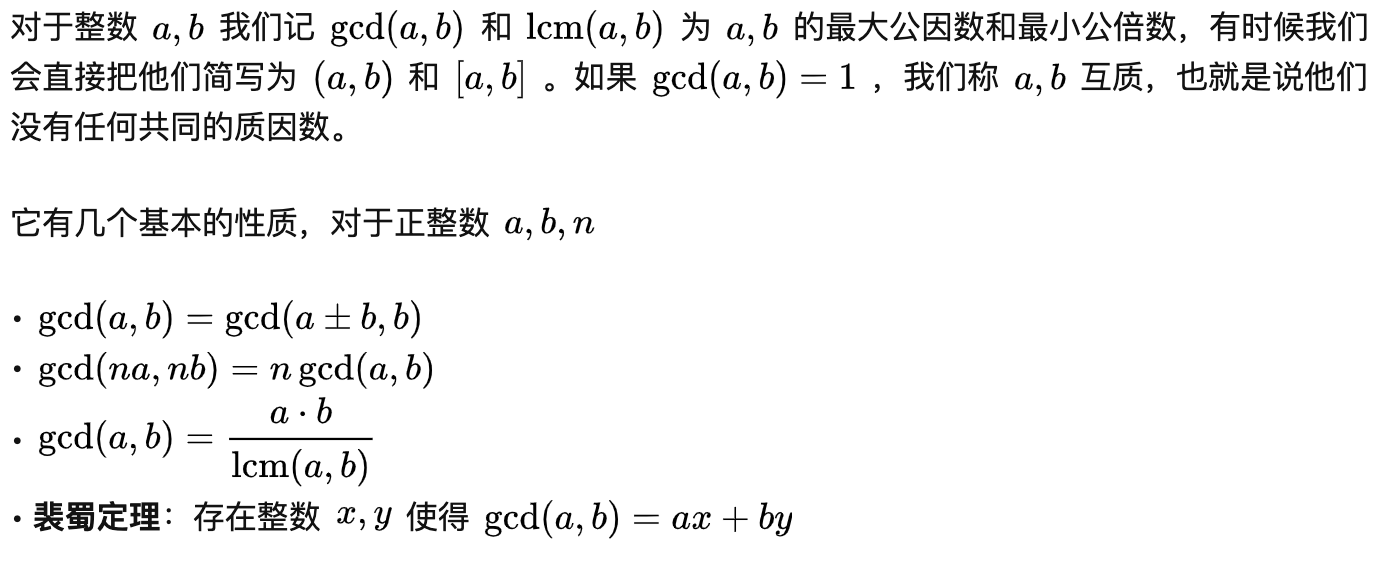 对于整数 a, b 我们记 gcd(a, b) 和 lcm(a, b) 为 a, b 的最大公因数和最小公倍数，有时候我们
会直接把他们简写为 (a, b) 和 [a, b] 。如果 gcd(a, b) = 1 ，我们称 a, b 互质，也就是说他们
没有任何共同的质因数。
它有几个基本的性质，对于正整数 a, b, n
· gcd(a, b) = gcd(a ± b, b)
· gcd(na, nb) = n gcd(a, b)
· gcd(a, b) = \frac{a · b}{lcm(a, b)}
· 裴蜀定理：存在整数 x, y 使得 gcd(a, b) = ax + by